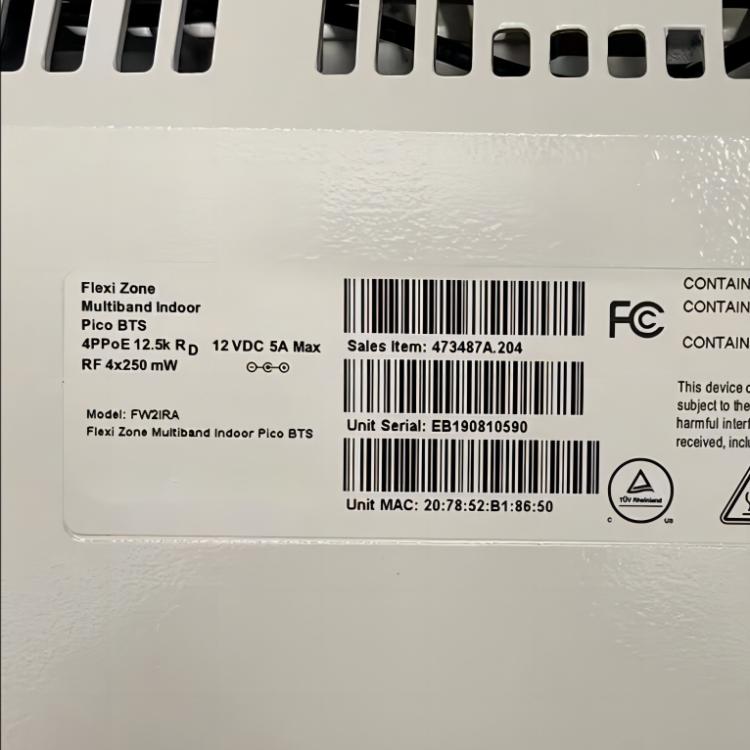 Flexi Zone
Multiband Indoor
Pico BTS
4PPoE 12.5k RD 12 VDC 5A Max
RF 4x250 mW
Model: FW2IRA
Flexi Zone Multiband Indoor Pico BTS
Sales Item: 473487A.204
Unit Serial: EB190810590
Unit MAC: 20:78:52:B1:86:50
FC
TÜV Rheinland
C US
CONTAIN
CONTAIN
CONTAIN
This device
subject to the
harmful interf
received, inclu